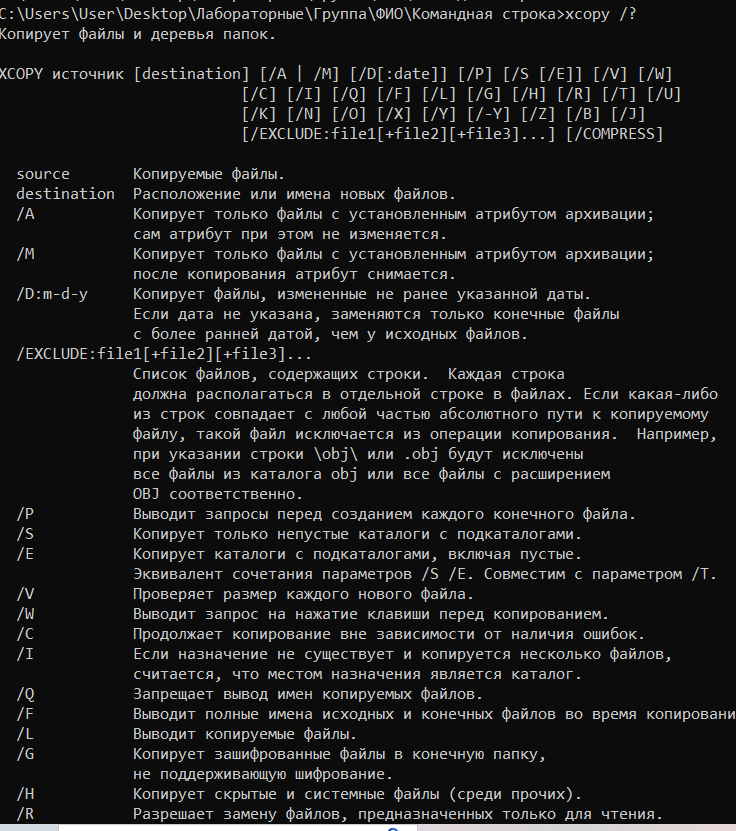 C:\Users\User\Desktop\Лабораторные\Группа\ФИО\Командная строка>xcopy /?
Копирует файлы и деревья папок.
XCOPY источник [destination] [/A | /M] [/D[:date]] [/P] [/S [/E]] [/V] [/W]
[/C] [/I] [/Q] [/F] [/L] [/G] [/H] [/R] [/T] [/U]
[/K] [/N] [/O] [/X] [/Y] [/-Y] [/Z] [/B] [/J]
[/EXCLUDE:file1[+file2][+file3]...] [/COMPRESS]
source Копируемые файлы.
destination Расположение или имена новых файлов.
/A Копирует только файлы с установленным атрибутом архивации;
сам атрибут при этом не изменяется.
/M Копирует только файлы с установленным атрибутом архивации;
после копирования атрибут снимается.
/D:m-d-y Копирует файлы, измененные не ранее указанной даты.
Если дата не указана, заменяются только конечные файлы
с более ранней датой, чем у исходных файлов.
/EXCLUDE:file1[+file2][+file3]...
Список файлов, содержащих строки. Каждая строка
должна располагаться в отдельной строке в файлах. Если какая-либо
из строк совпадает с любой частью абсолютного пути к копируемому
файлу, такой файл исключается из операции копирования. Например,
при указании строки \obj\ или .obj будут исключены
все файлы из каталога obj или все файлы с расширением
OBJ соответственно.
/P Выводит запросы перед созданием каждого конечного файла.
/S Копирует только непустые каталоги с подкаталогами.
/E Копирует каталоги с подкаталогами, включая пустые.
Эквивалент сочетания параметров /S /E. Совместим с параметром /T.
/V Проверяет размер каждого нового файла.
/W Выводит запрос на нажатие клавиши перед копированием.
/C Продолжает копирование вне зависимости от наличия ошибок.
/I Если назначение не существует и копируется несколько файлов,
считается, что местом назначения является каталог.
/Q Запрещает вывод имен копируемых файлов.
/F Выводит полные имена исходных и конечных файлов во время копировани
/L Выводит копируемые файлы.
/G Копирует зашифрованные файлы в конечную папку,
не поддерживающую шифрование.
/H Копирует скрытые и системные файлы (среди прочих).
/R Разрешает замену файлов, предназначенных только для чтения.